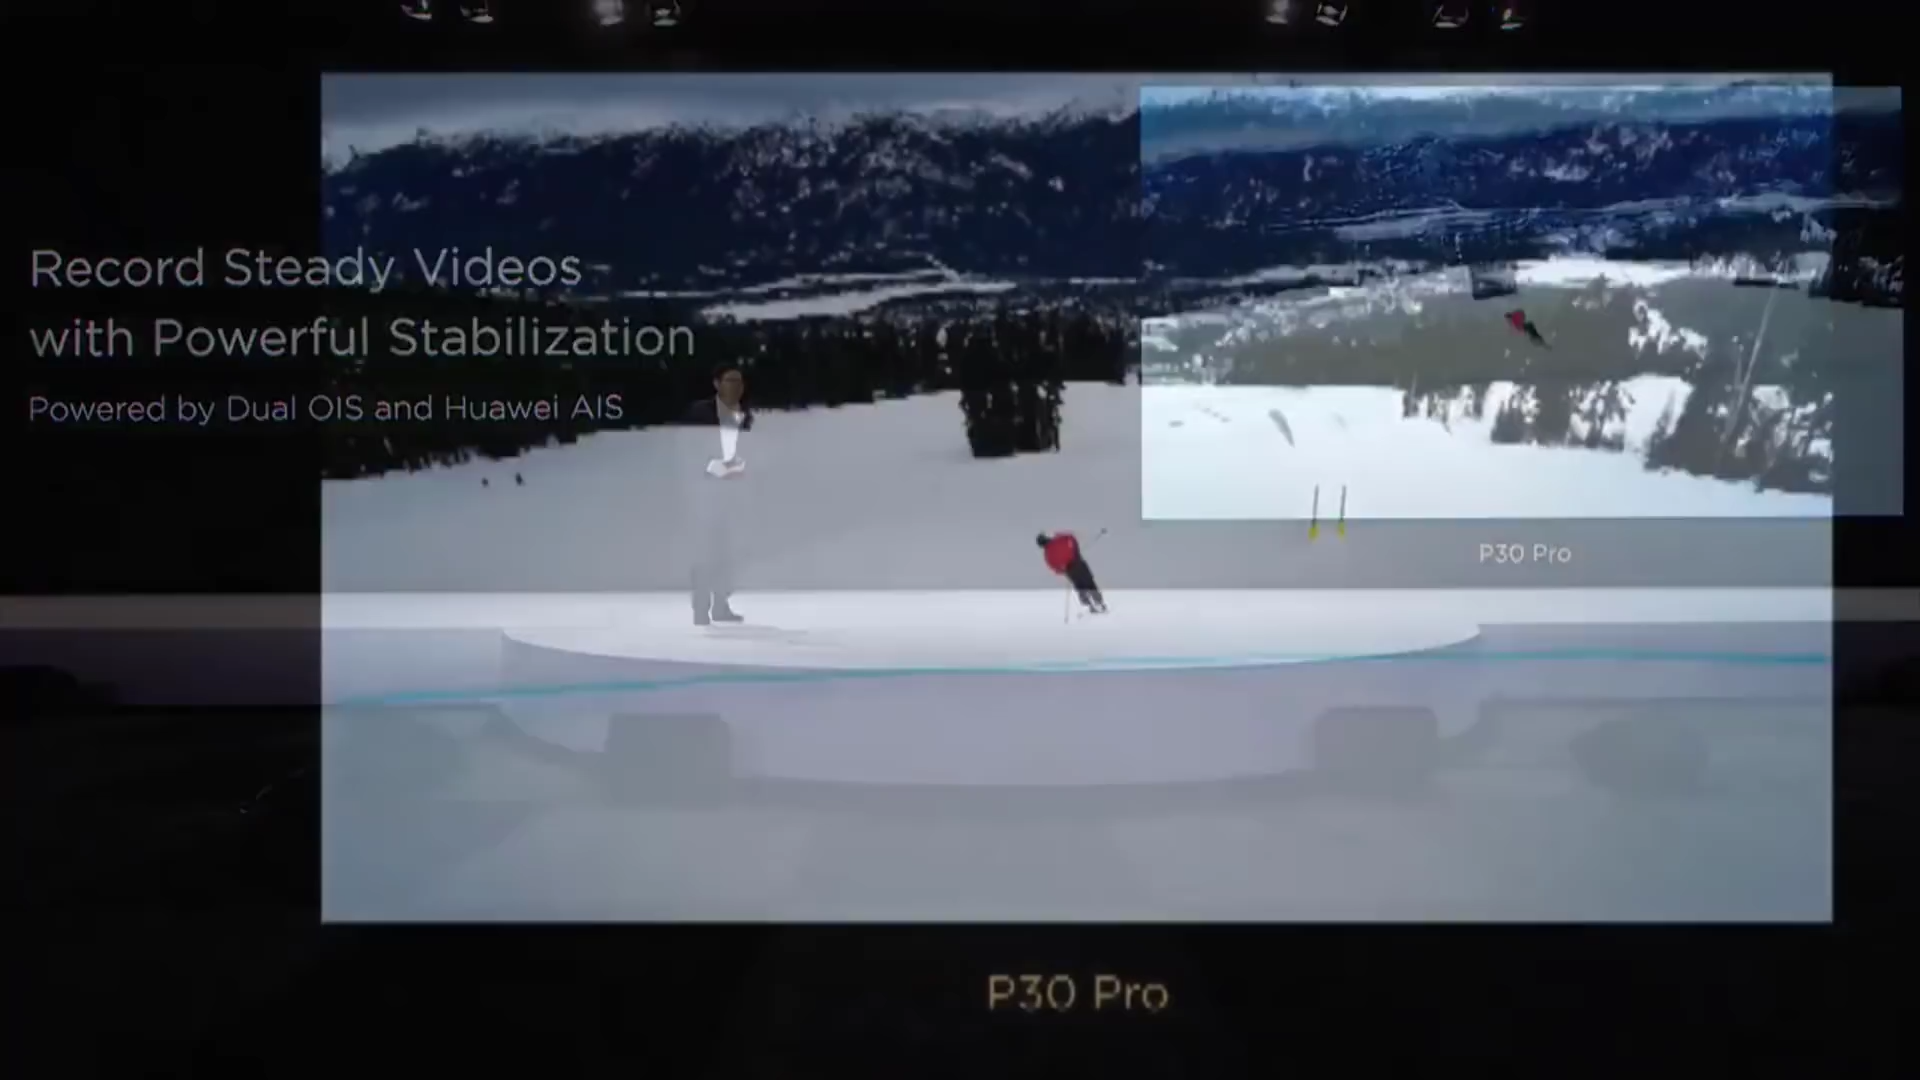 Record Steady Videos
with Powerful Stabilization
Powered by Dual OIS and Huawei AIS
P30 Pro
P30 Pro